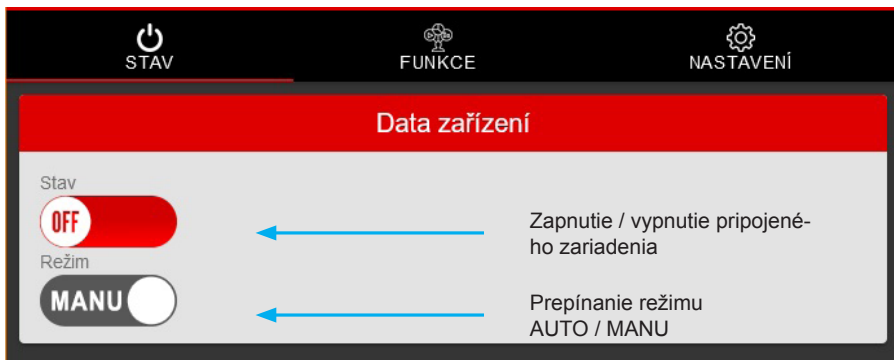 STAV
FUNKCE
NASTAVENÍ
Data zařízení
Stav
OFF
Zapnutie / vypnutie pripojené-
ho zariadenia
Režim
MANU
Prepínanie režimu
AUTO / MANU